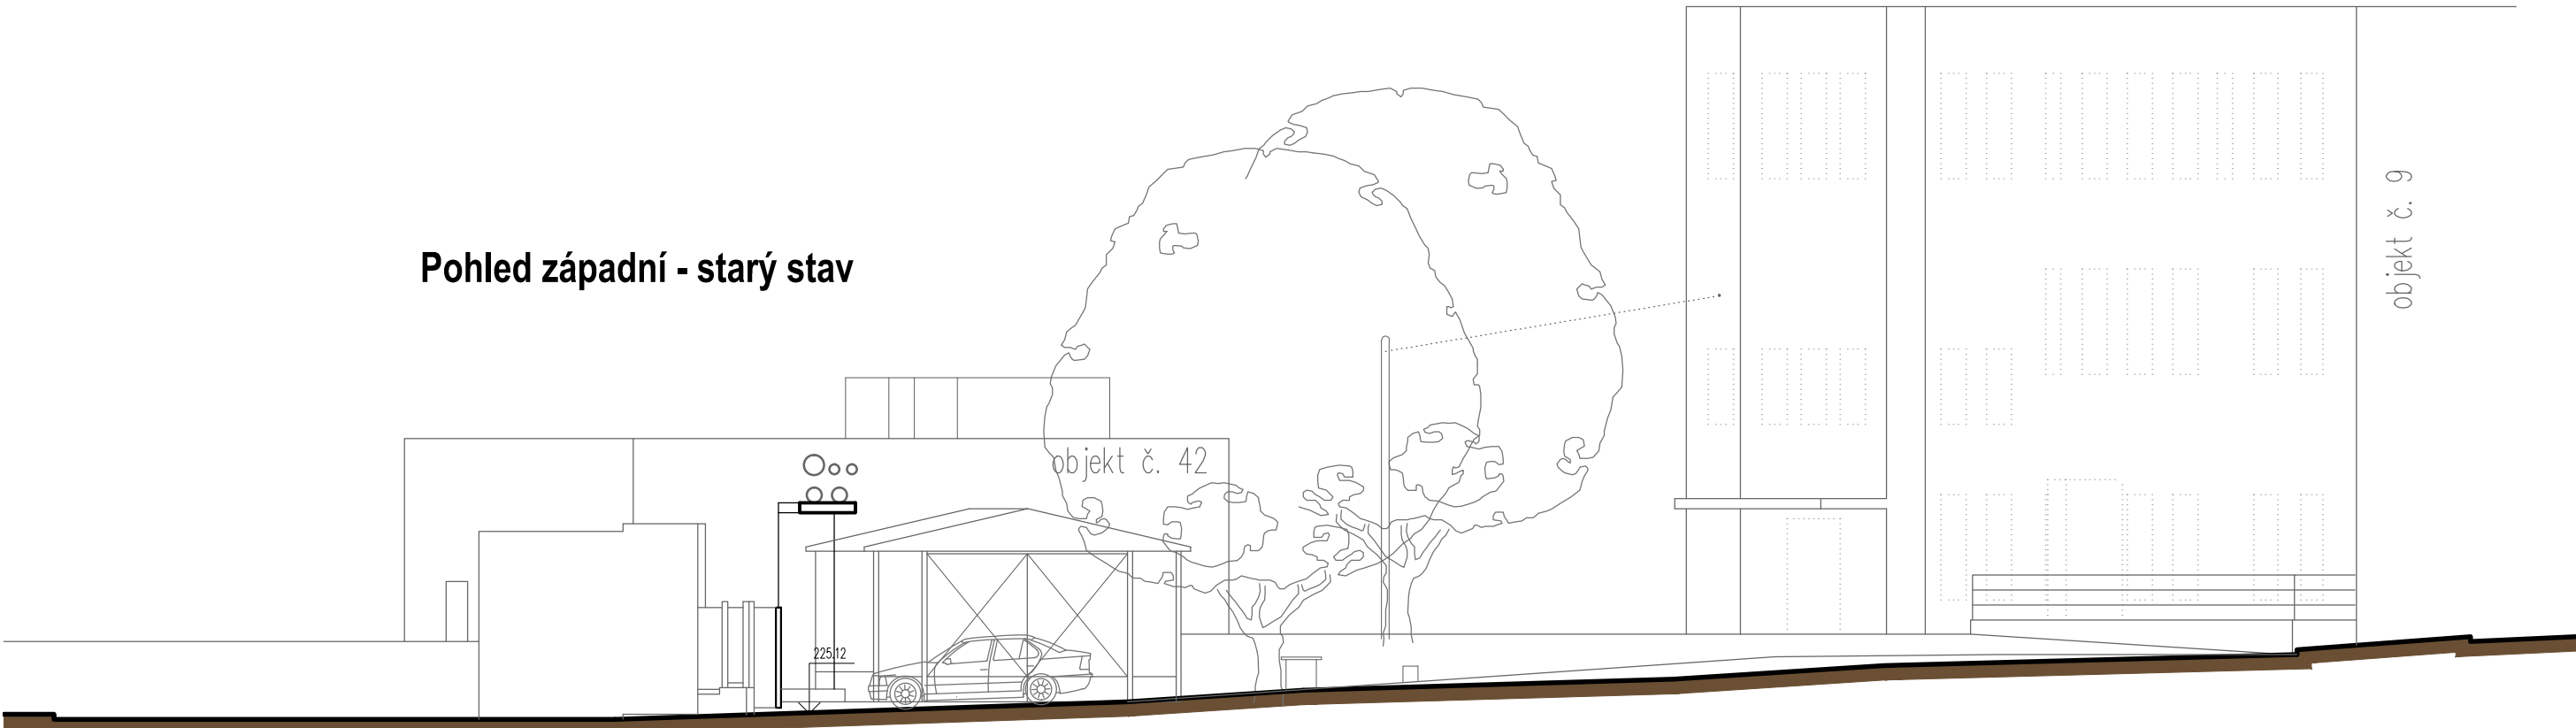 Pohled západní - starý stav
objekt č. 9
objekt č. 42
225.12